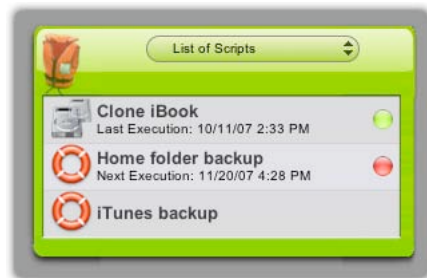 List of Scripts
Clone iBook
Last Execution: 10/11/07 2:33 PM
Home folder backup
Next Execution: 11/20/07 4:28 PM
iTunes backup